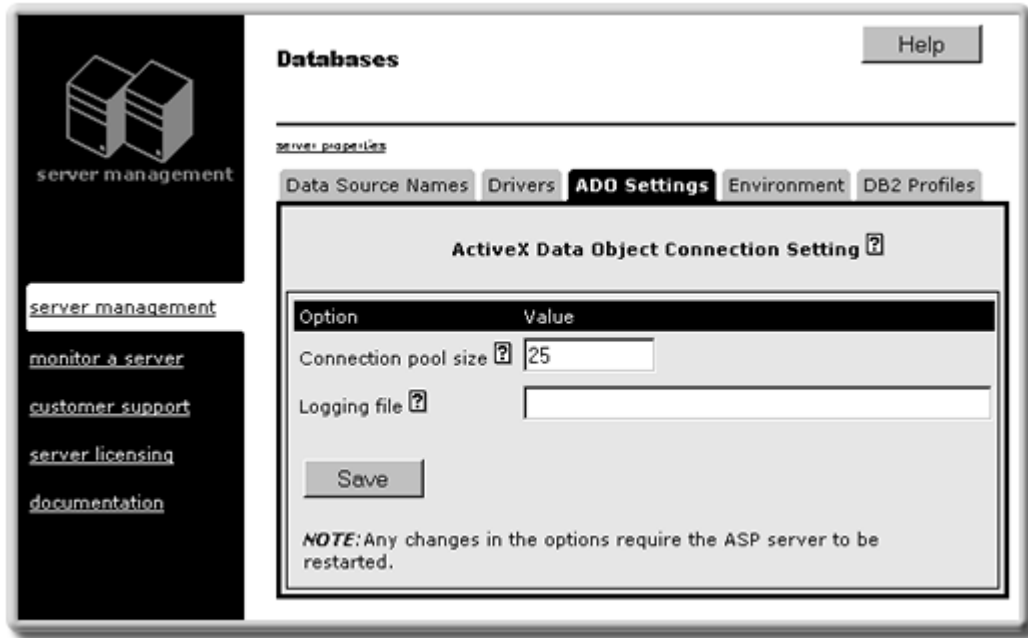 Databases
Help
server management
server properties
Data Source Names Drivers ADO Settings Environment DB2 Profiles
ActiveX Data Object Connection Setting ?
server management
monitor a server
customer support
server licensing
documentation
Option Value
Connection pool size ? 25
Logging file ?
Save
NOTE: Any changes in the options require the ASP server to be
restarted.